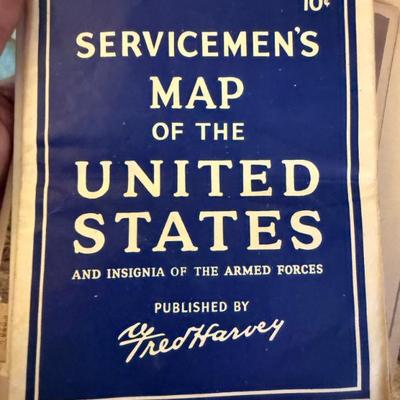 10¢
SERVICEMEN'S
MAP
OF THE
UNITED
STATES
AND INSIGNIA OF THE ARMED FORCES
PUBLISHED BY
Fred Harvey